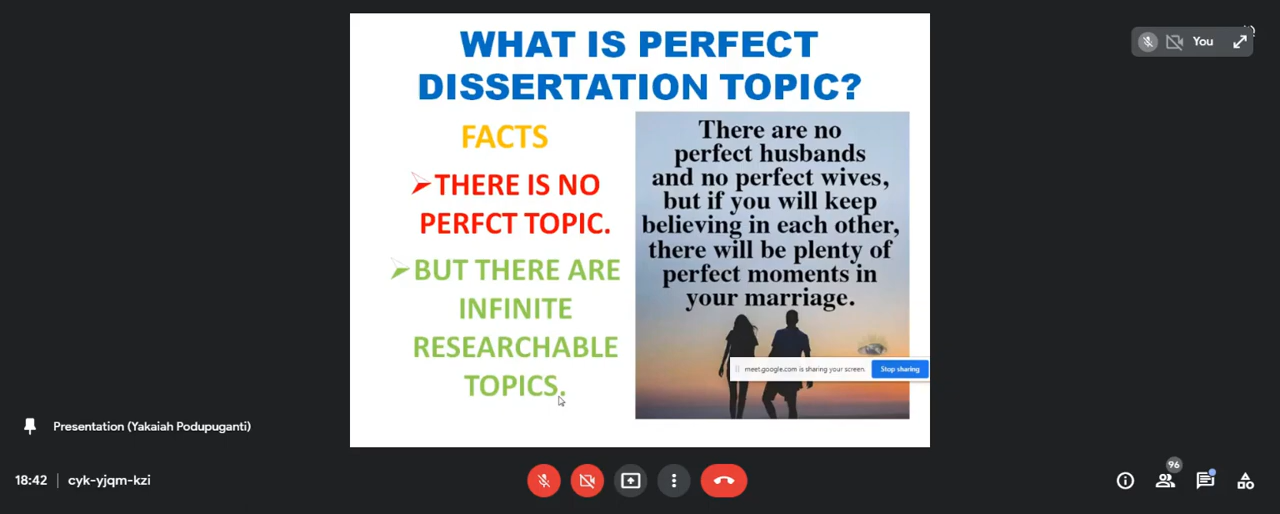 WHAT IS PERFECT
DISSERTATION TOPIC?
FACTS
THERE IS NO
PERFCT TOPIC.
BUT THERE ARE
INFINITE
RESEARCHABLE
TOPICS.
There are no
perfect husbands
and no perfect wives,
but if you will keep
believing in each other,
there will be plenty of
perfect moments in
your marriage.
meet.google.com is sharing your screen.
Stop sharing
You
Presentation (Yakaiah Podupuganti)
18:42 | cyk-yjqm-kzi
96